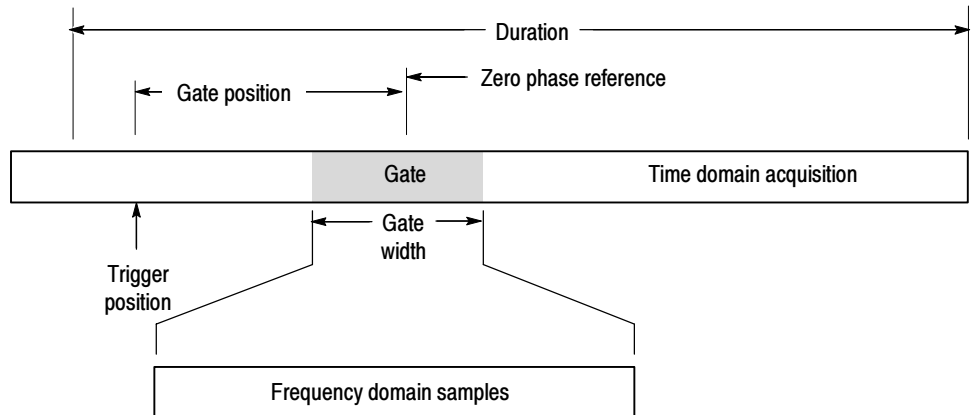 Duration
Zero phase reference
Gate position
Gate
Time domain acquisition
Gate
width
Trigger
position
Frequency domain samples